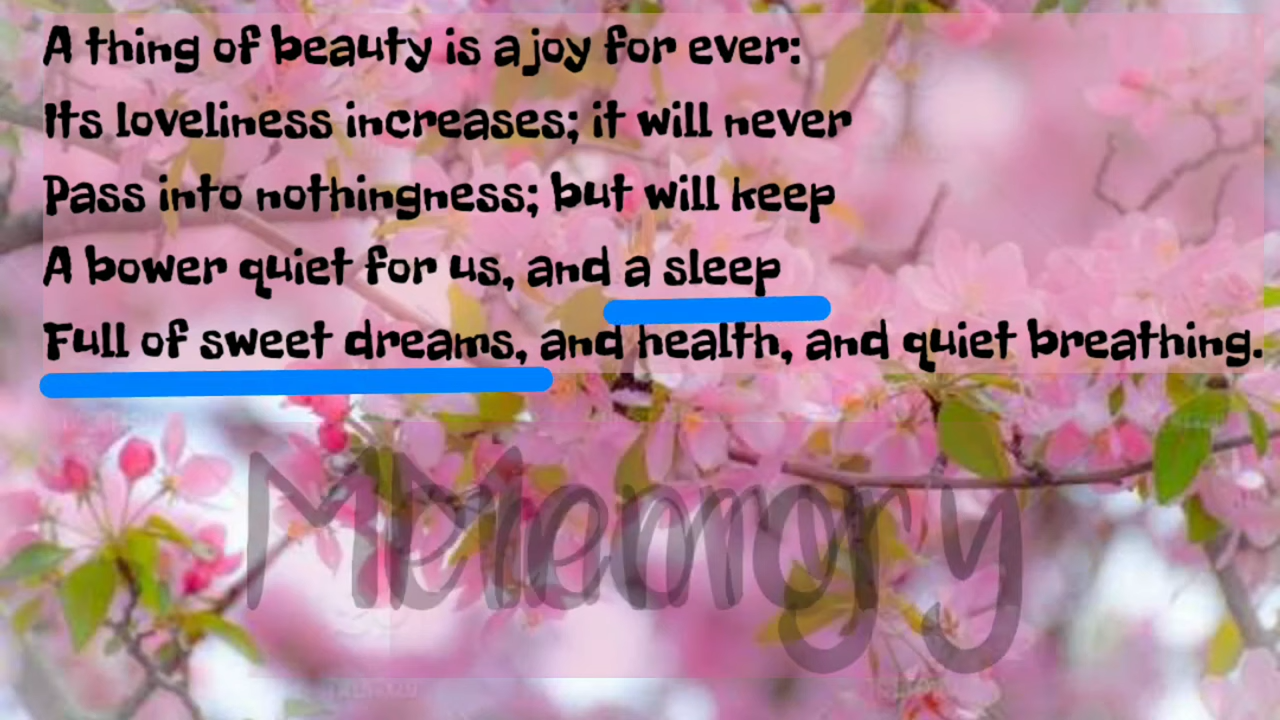 A thing of beauty is a joy for ever:
Its loveliness increases; it will never
Pass into nothingness; but will keep
A bower quiet for us, and a sleep
Full of sweet dreams, and health, and quiet breathing.
Memory